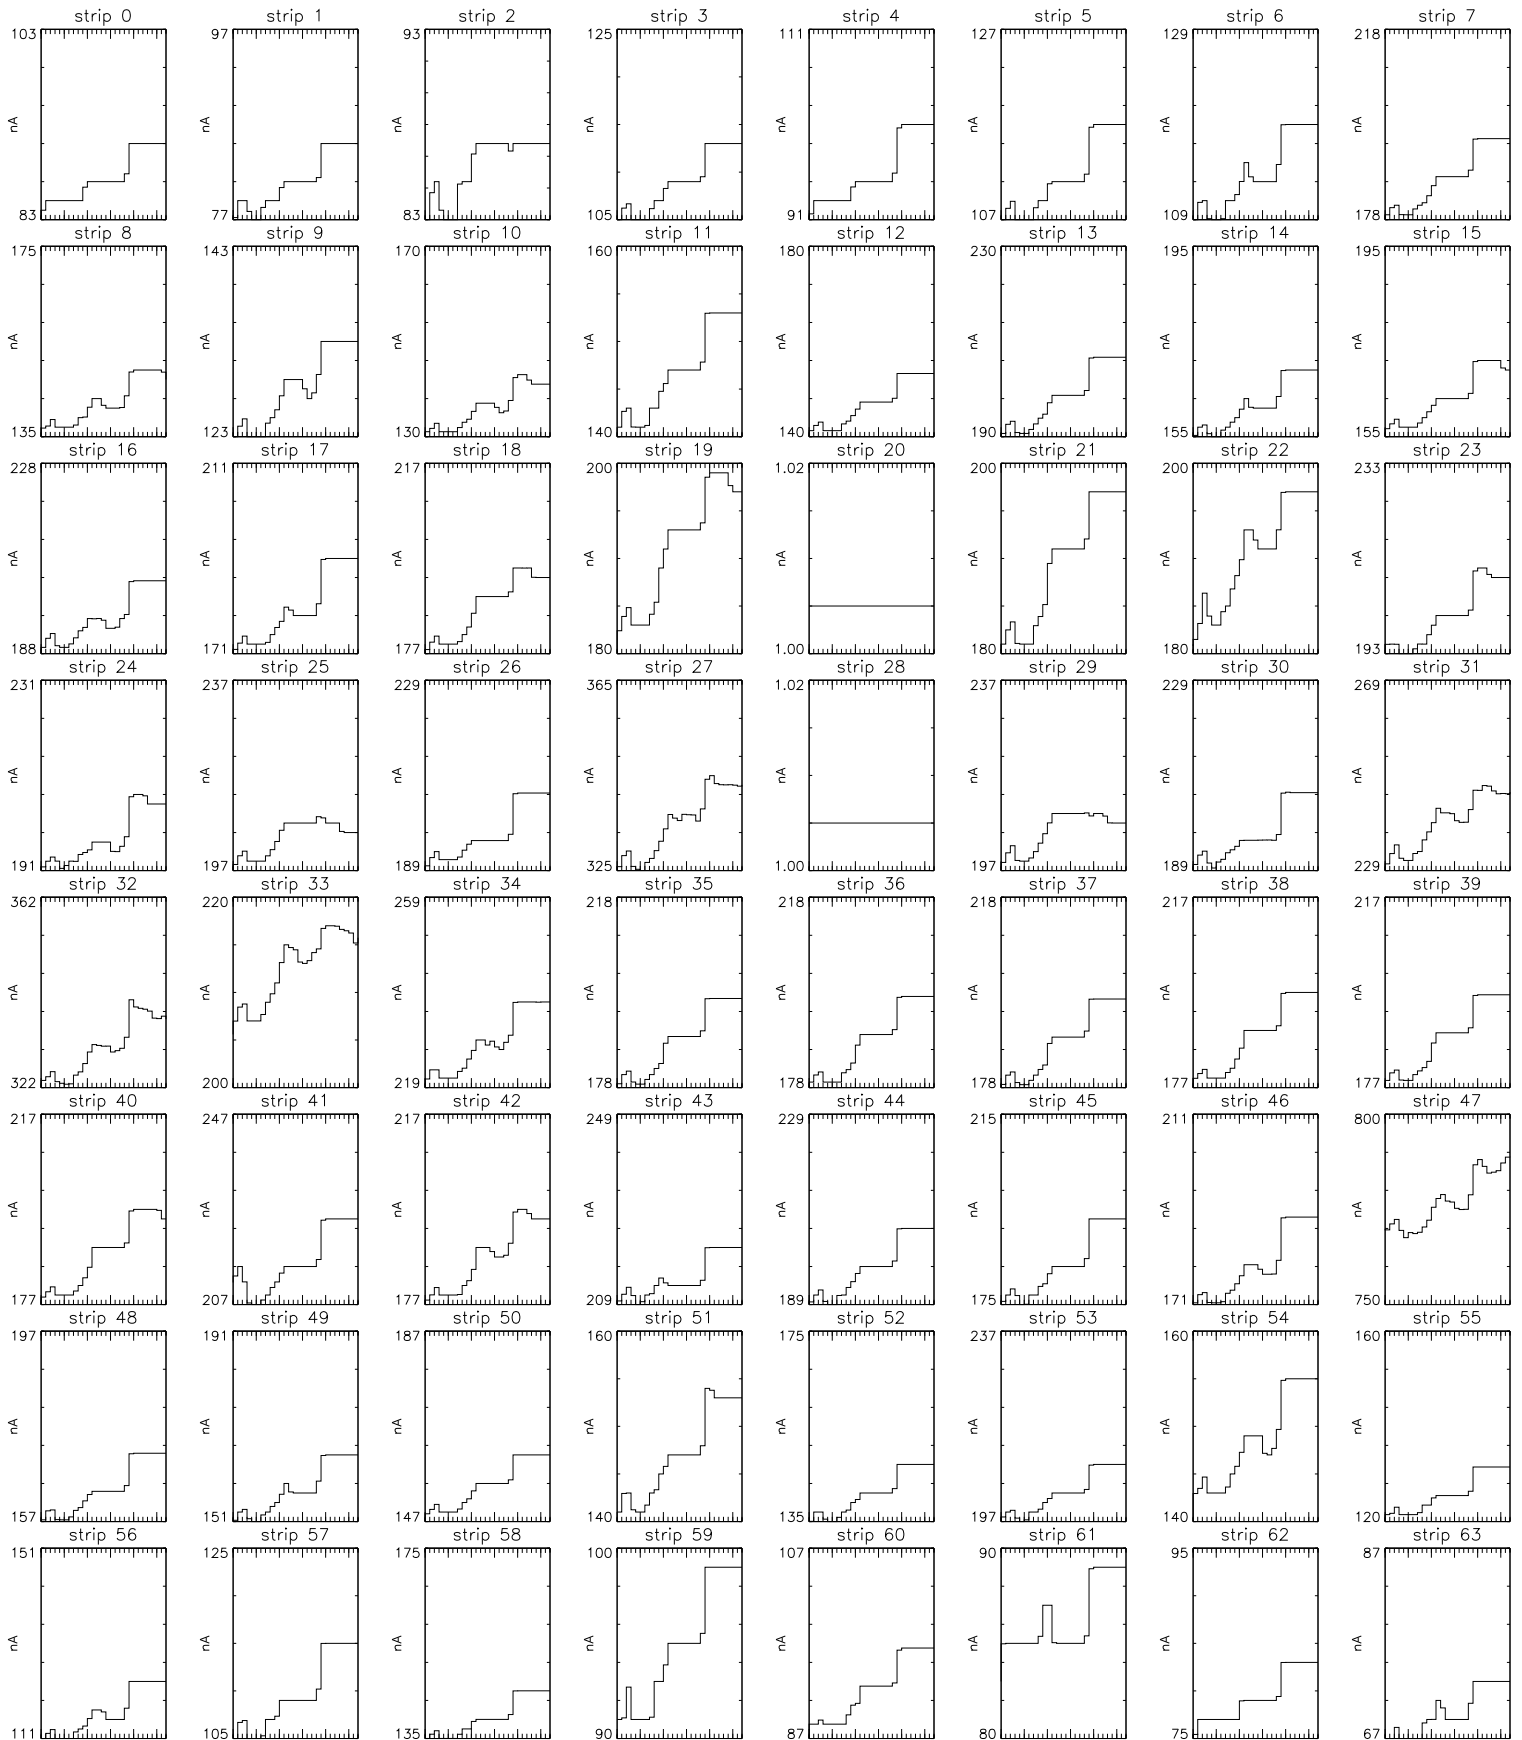 strip 0 strip 1 strip 2 strip 3 strip 4 strip 5 strip 6 strip 7
103 97 93 125 111 127 129 218
nA nA nA nA nA nA nA nA
83 77 83 105 91 107 109 178
strip 8 strip 9 strip 10 strip 11 strip 12 strip 13 strip 14 strip 15
175 143 170 160 180 230 195 195
nA nA nA nA nA nA nA nA
135 123 130 140 140 190 155 155
strip 16 strip 17 strip 18 strip 19 strip 20 strip 21 strip 22 strip 23
228 211 217 200 1.02 200 200 233
nA nA nA nA nA nA nA nA
188 171 177 180 1.00 180 180 193
strip 24 strip 25 strip 26 strip 27 strip 28 strip 29 strip 30 strip 31
231 237 229 365 1.02 237 229 269
nA nA nA nA nA nA nA nA
191 197 189 325 1.00 197 189 229
strip 32 strip 33 strip 34 strip 35 strip 36 strip 37 strip 38 strip 39
362 220 259 218 218 218 217 217
nA nA nA nA nA nA nA nA
322 200 219 178 178 178 177 177
strip 40 strip 41 strip 42 strip 43 strip 44 strip 45 strip 46 strip 47
217 247 217 249 229 215 211 800
nA nA nA nA nA nA nA nA
177 207 177 209 189 175 171 750
strip 48 strip 49 strip 50 strip 51 strip 52 strip 53 strip 54 strip 55
197 191 187 160 175 237 160 160
nA nA nA nA nA nA nA nA
157 151 147 140 135 197 140 120
strip 56 strip 57 strip 58 strip 59 strip 60 strip 61 strip 62 strip 63
151 125 175 100 107 90 95 87
nA nA nA nA nA nA nA nA
111 105 135 90 87 80 75 67